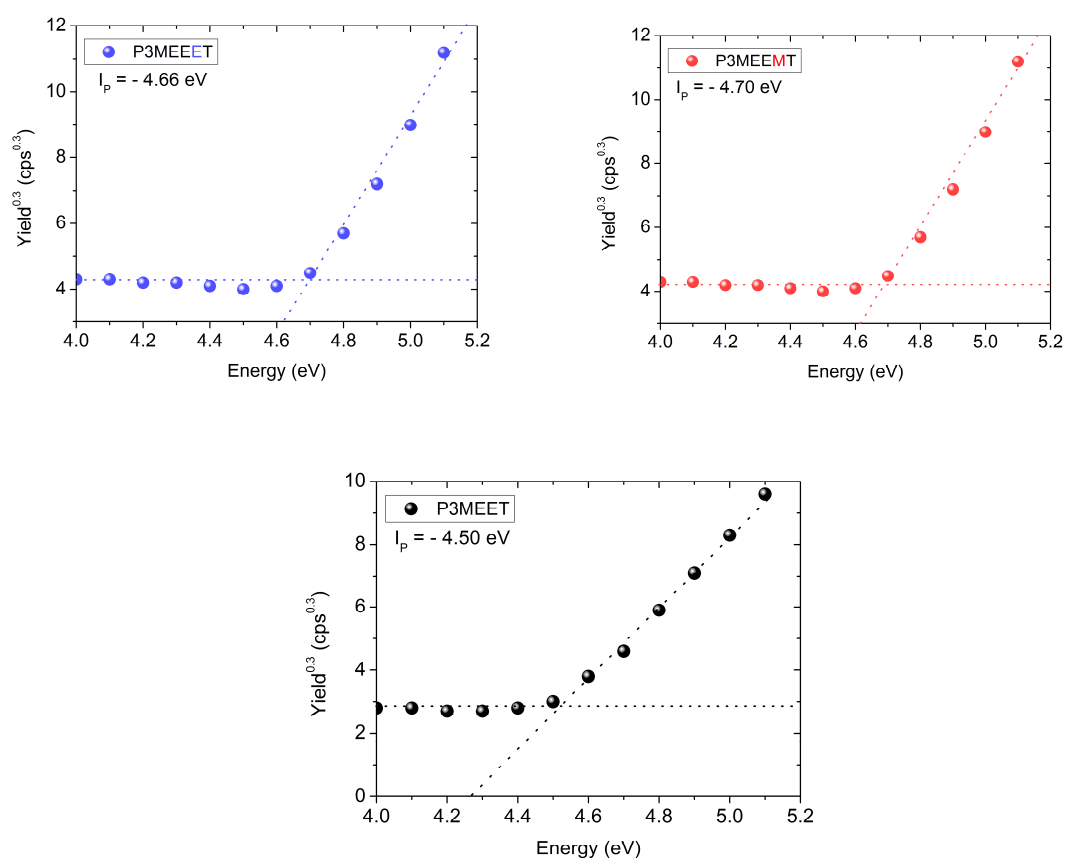 12
10
8
6
4
Yield^0.3 (cps^0.3)
P3MEEET
I_P = - 4.66 eV
4.0 4.2 4.4 4.6 4.8 5.0 5.2
Energy (eV)
12
10
8
6
4
Yield^0.3 (cps^0.3)
P3MEEMT
I_P = - 4.70 eV
4.0 4.2 4.4 4.6 4.8 5.0 5.2
Energy (eV)
10
8
6
4
2
0
Yield^0.3 (cps^0.3)
P3MEET
I_P = - 4.50 eV
4.0 4.2 4.4 4.6 4.8 5.0 5.2
Energy (eV)